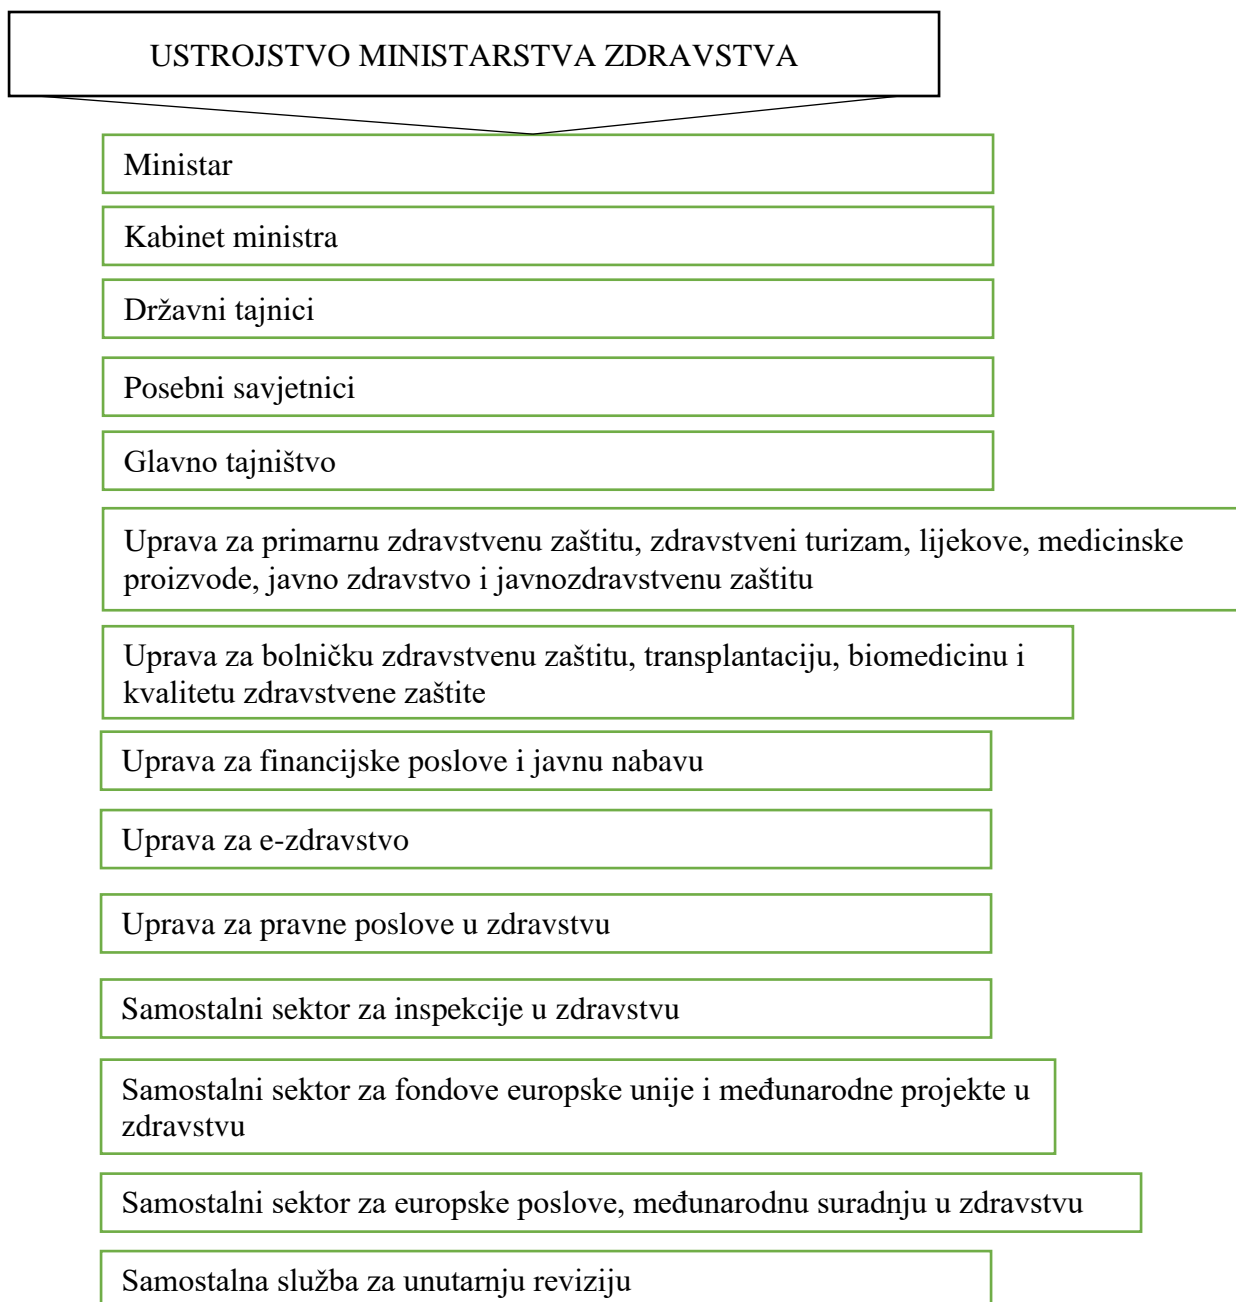 USTROJSTVO MINISTARSTVA ZDRAVSTVA
Ministar
Kabinet ministra
Državni tajnici
Posebni savjetnici
Glavno tajništvo
Uprava za primarnu zdravstvenu zaštitu, zdravstveni turizam, lijekove, medicinske
proizvode, javno zdravstvo i javnozdravstvenu zaštitu
Uprava za bolničku zdravstvenu zaštitu, transplantaciju, biomedicinu i
kvalitetu zdravstvene zaštite
Uprava za financijske poslove i javnu nabavu
Uprava za e-zdravstvo
Uprava za pravne poslove u zdravstvu
Samostalni sektor za inspekcije u zdravstvu
Samostalni sektor za fondove europske unije i međunarodne projekte u
zdravstvu
Samostalni sektor za europske poslove, međunarodnu suradnju u zdravstvu
Samostalna služba za unutarnju reviziju